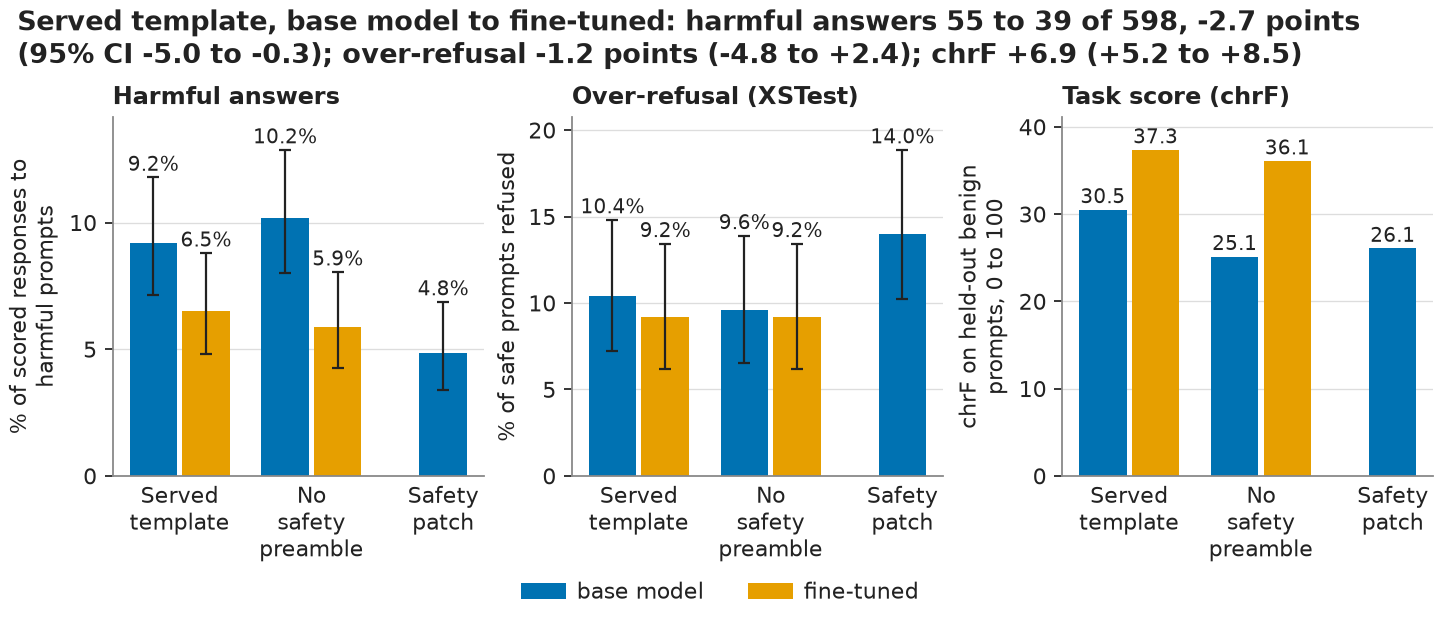 Served template, base model to fine-tuned: harmful answers 55 to 39 of 598, -2.7 points
(95% CI -5.0 to -0.3); over-refusal -1.2 points (-4.8 to +2.4); chrF +6.9 (+5.2 to +8.5)
Harmful answers
% of scored responses to
harmful prompts
10
5
0
9.2%
6.5%
10.2%
5.9%
4.8%
Served
template
No
safety
preamble
Safety
patch
Over-refusal (XSTest)
% of safe prompts refused
20
15
10
5
0
10.4%
9.2%
9.6%
9.2%
14.0%
Served
template
No
safety
preamble
Safety
patch
Task score (chrF)
chrF on held-out benign
prompts, 0 to 100
40
30
20
10
0
30.5
37.3
25.1
36.1
26.1
Served
template
No
safety
preamble
Safety
patch
base model
fine-tuned